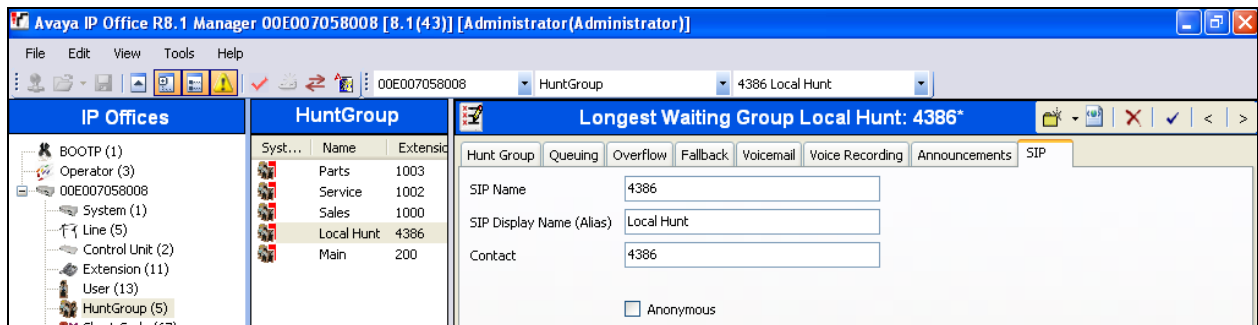 Avaya IP Office R8.1 Manager 00E007058008 [8.1(43)] [Administrator(Administrator)]
File Edit View Tools Help
00E007058008 HuntGroup 4386 Local Hunt
IP Offices
BOOTP (1)
Operator (3)
00E007058008
System (1)
Line (5)
Control Unit (2)
Extension (11)
User (13)
HuntGroup (5)
HuntGroup
Syst... Name Extensic
Parts 1003
Service 1002
Sales 1000
Local Hunt 4386
Main 200
Longest Waiting Group Local Hunt: 4386*
Hunt Group Queuing Overflow Fallback Voicemail Voice Recording Announcements SIP
SIP Name 4386
SIP Display Name (Alias) Local Hunt
Contact 4386
Anonymous